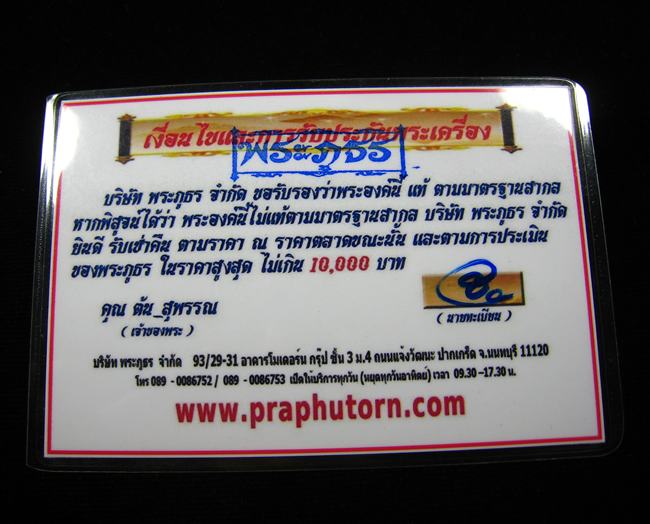 เงื่อนไขและการรับประกันพระเครื่อง
พระภูธร
บริษัท พระภูธร จำกัด ขอรับรองว่าพระองค์นี้ แท้ ตามมาตรฐานสากล
หากพิสูจน์ได้ว่า พระองค์นี้ไม่แท้ตามมาตรฐานสากล บริษัท พระภูธร จำกัด
ยินดี รับเช่าคืน ตามราคา ณ ราคาตลาดขณะนั้น และตามการประเมิน
ของพระภูธร ในราคาสูงสุด ไม่เกิน 10,000 บาท
คุณ ต้น_สุพรรณ
( เจ้าของพระ )
( นายทะเบียน )
บริษัท พระภูธร จำกัด 93/29-31 อาคารโมเดอร์น กรุ๊ป ชั้น 3 ม.4 ถนนแจ้งวัฒนะ ปากเกร็ด จ.นนทบุรี 11120
โทร 089 - 0086752 / 089 - 0086753 เปิดให้บริการทุกวัน (หยุดทุกวันอาทิตย์) เวลา 09.30 -17.30 น.
www.praphutorn.com